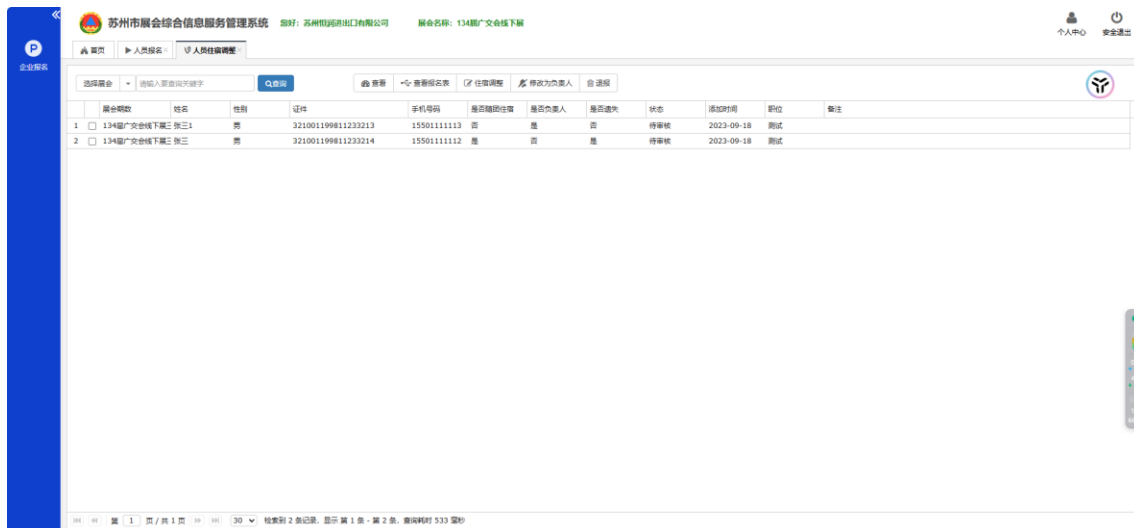 苏州市展会综合信息服务管理系统 您好：苏州恒润进出口有限公司 展会名称：134届广交会线下展
个人中心 安全退出
企业报名
首页 人员报名 人员住宿调整
选择展会 请输入要查询关键字 查询 查看 查看报名表 住宿调整 修改为负责人 退报
展会期数 姓名 性别 证件 手机号码 是否随团住宿 是否负责人 是否遗失 状态 添加时间 职位 备注
1 134届广交会线下展三 张三1 男 321001199811233213 15501111113 否 是 否 待审核 2023-09-18 测试
2 134届广交会线下展三 张三 男 321001199811233214 15501111112 是 否 是 待审核 2023-09-18 测试
第 1 页 / 共 1 页 30 检索到 2 条记录，显示 第 1 条 - 第 2 条，查询耗时 533 毫秒